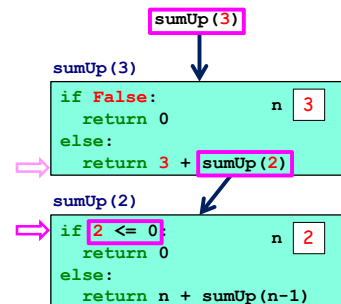 sumUp(3)
sumUp(3)
if False:
n 3
return 0
else:
return 3 + sumUp(2)
sumUp(2)
if 2 <= 0:
n 2
return 0
else:
return n + sumUp(n-1)